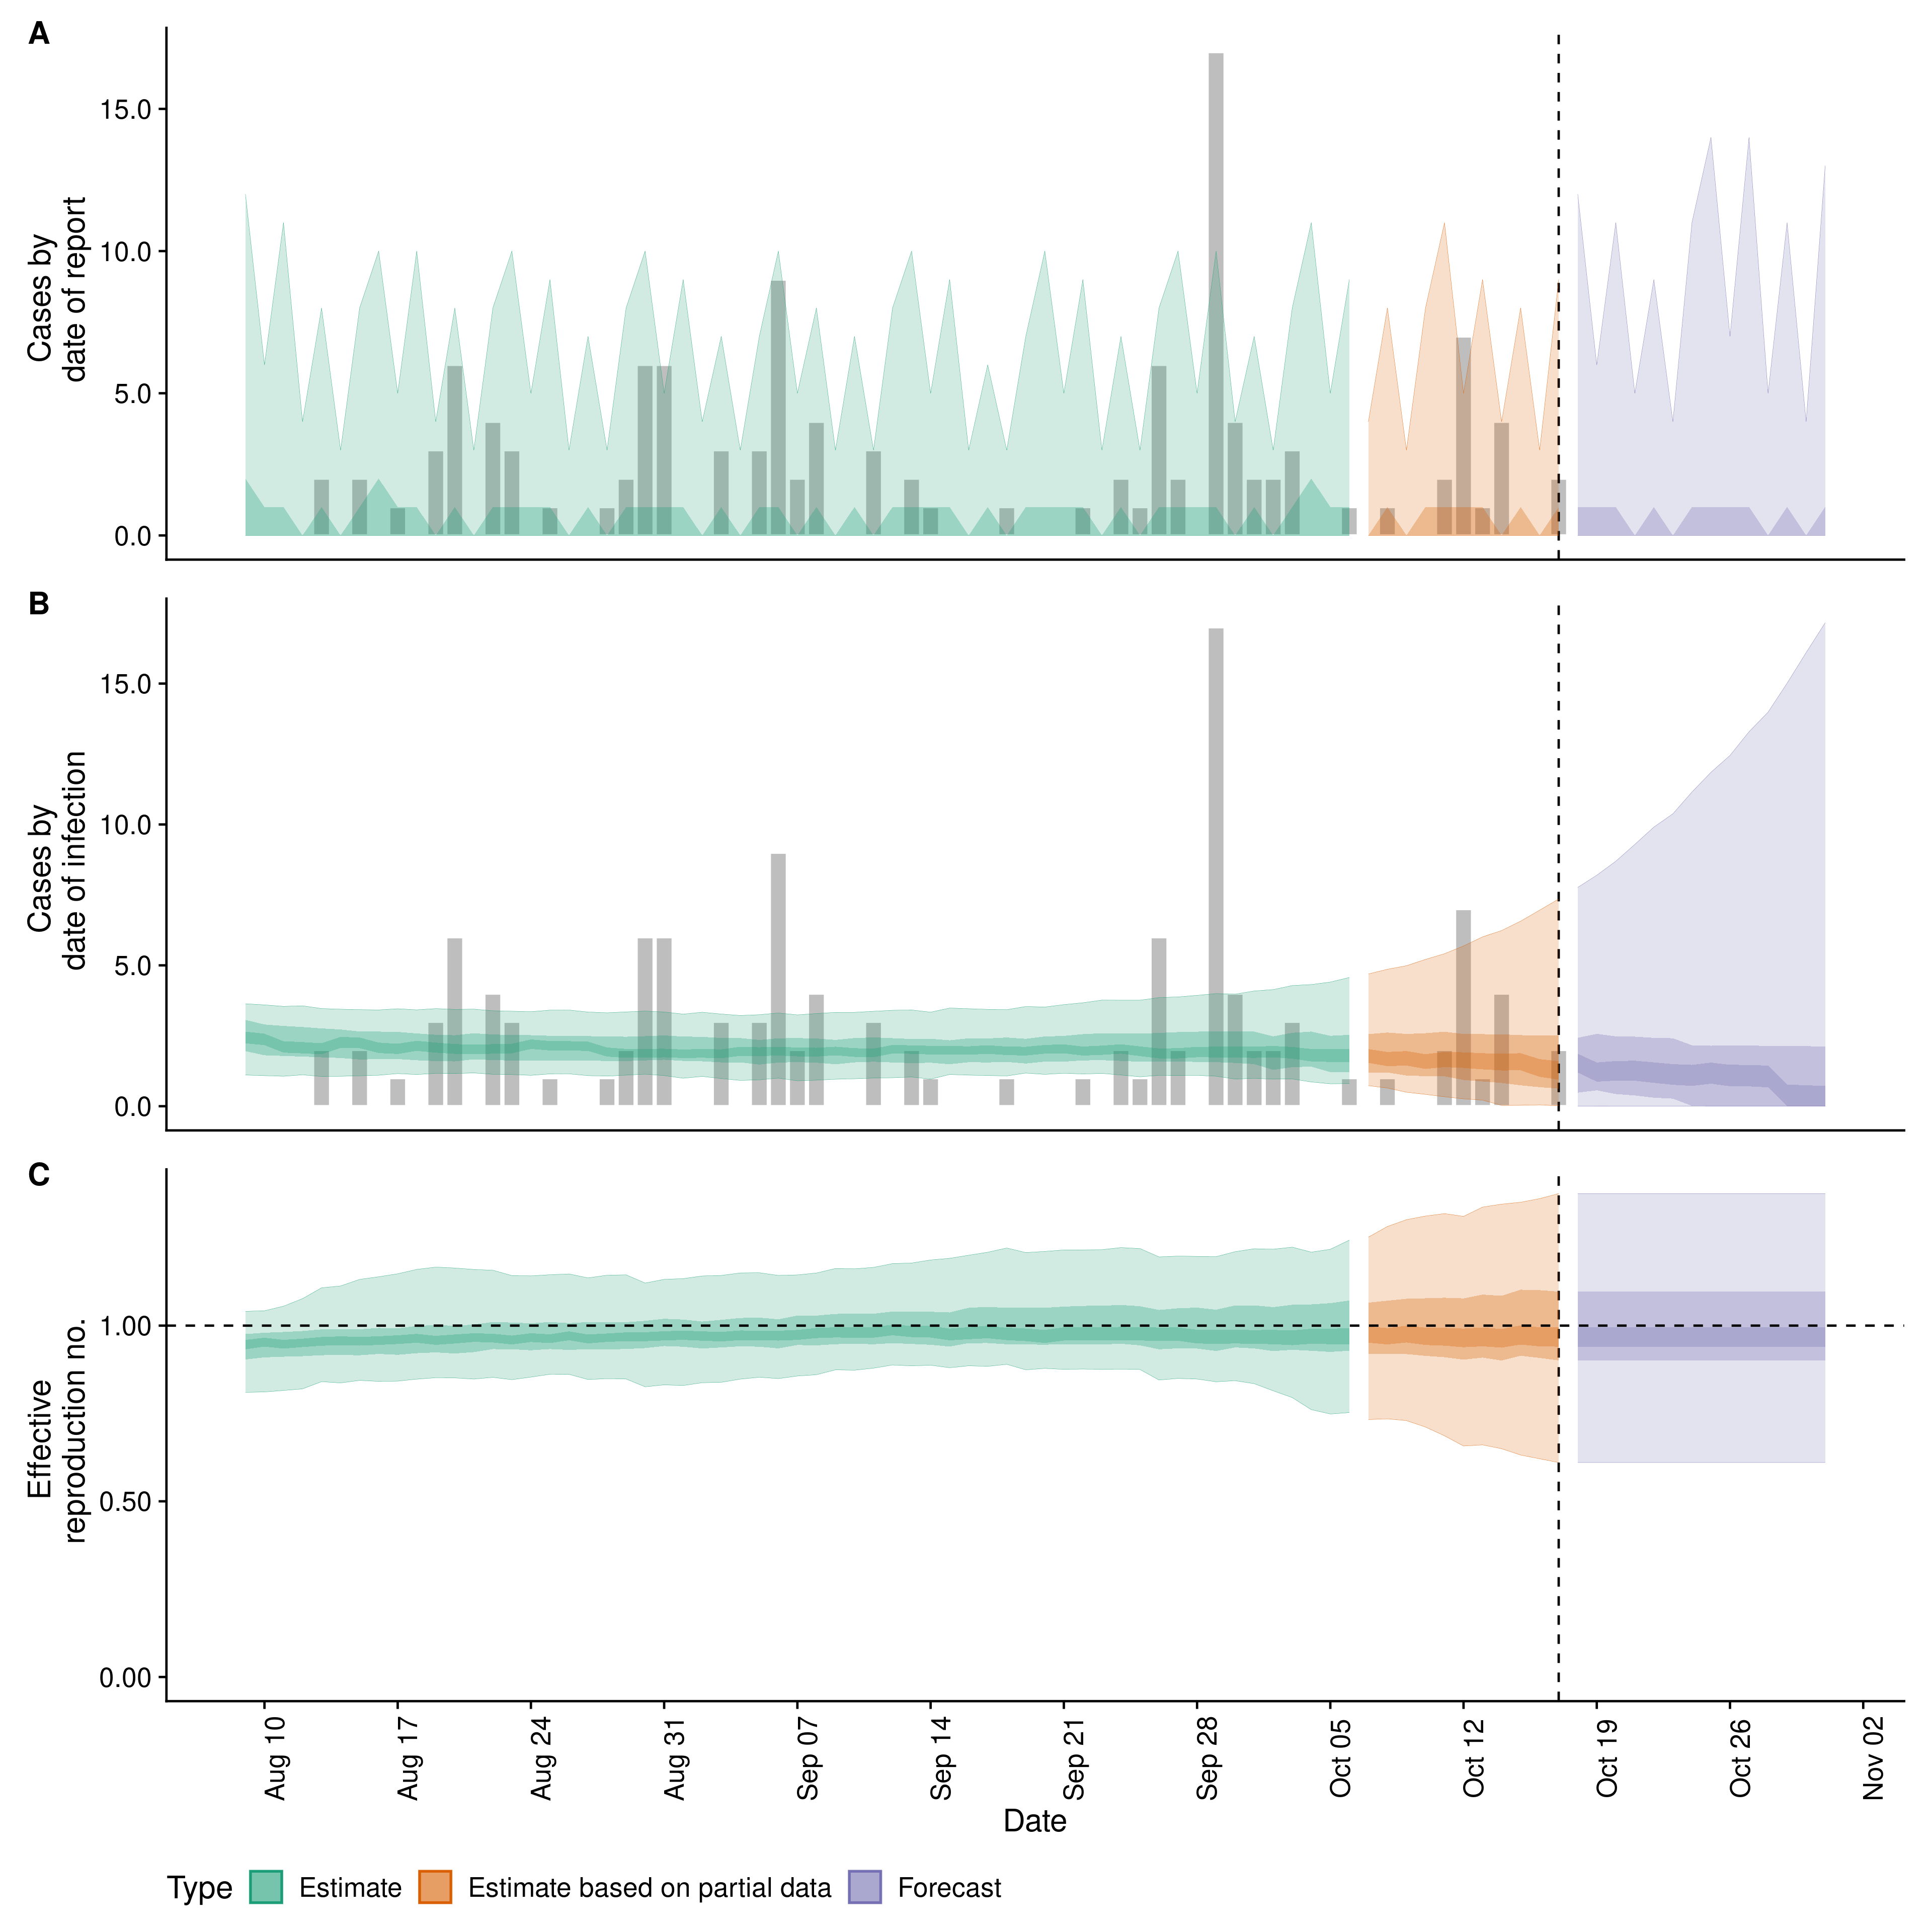 A
Cases by
date of report
15.0
10.0
5.0
0.0
B
Cases by
date of infection
15.0
10.0
5.0
0.0
C
Effective
reproduction no.
1.00
0.50
0.00
Aug 10
Aug 17
Aug 24
Aug 31
Sep 07
Sep 14
Sep 21
Sep 28
Oct 05
Oct 12
Oct 19
Oct 26
Nov 02
Date
Type Estimate Estimate based on partial data Forecast